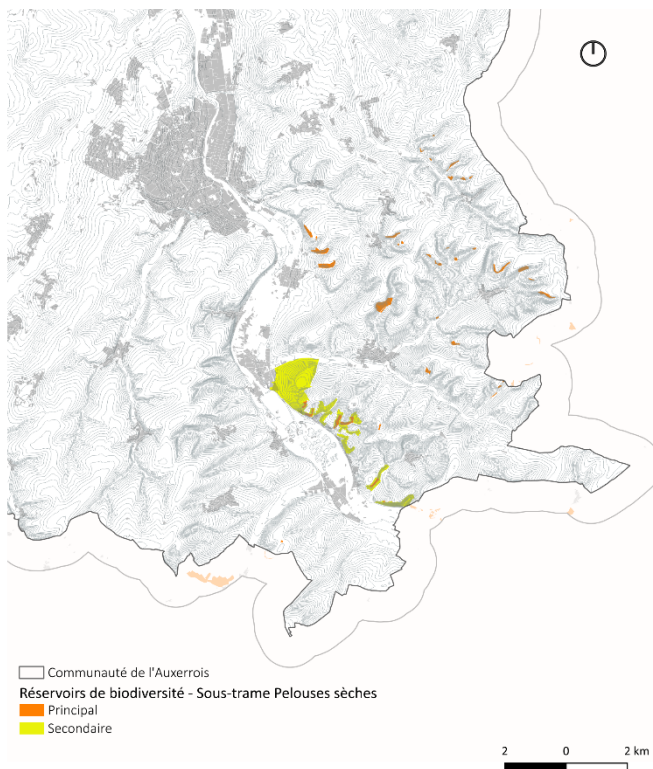 Communauté de l'Auxerrois
Réservoirs de biodiversité - Sous-trame Pelouses sèches
Principal
Secondaire
2 0 2 km